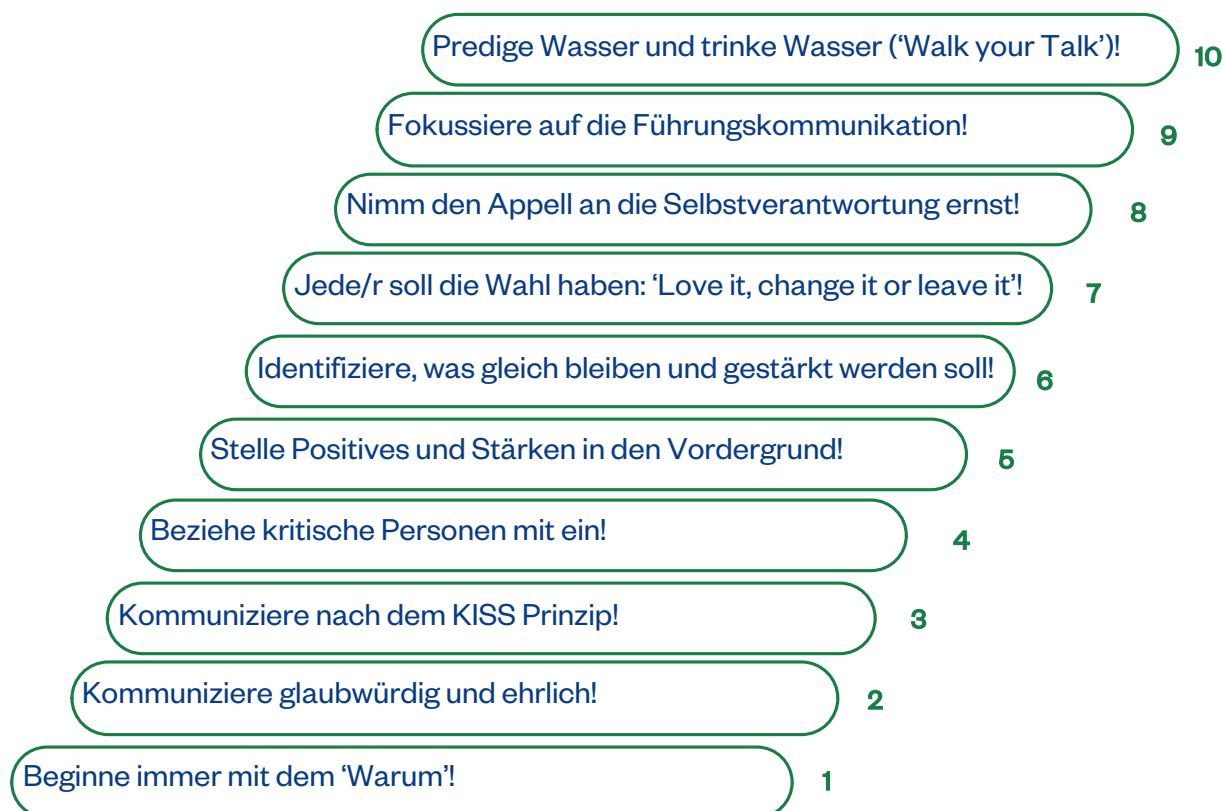 Predige Wasser und trinke Wasser (‘Walk your Talk’)! 10
Fokussiere auf die Führungskommunikation! 9
Nimm den Appell an die Selbstverantwortung ernst! 8
Jede/r soll die Wahl haben: ‘Love it, change it or leave it’! 7
Identifiziere, was gleich bleiben und gestärkt werden soll! 6
Stelle Positives und Stärken in den Vordergrund! 5
Beziehe kritische Personen mit ein! 4
Kommuniziere nach dem KISS Prinzip! 3
Kommuniziere glaubwürdig und ehrlich! 2
Beginne immer mit dem ‘Warum’! 1